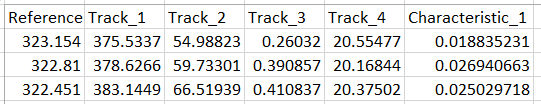 Reference Track_1 Track_2 Track_3 Track_4 Characteristic_1
323.154 375.5337 54.98823 0.26032 20.55477 0.018835231
322.81 378.6266 59.73301 0.390857 20.16844 0.026940663
322.451 383.1449 66.51939 0.410837 20.37502 0.025029718